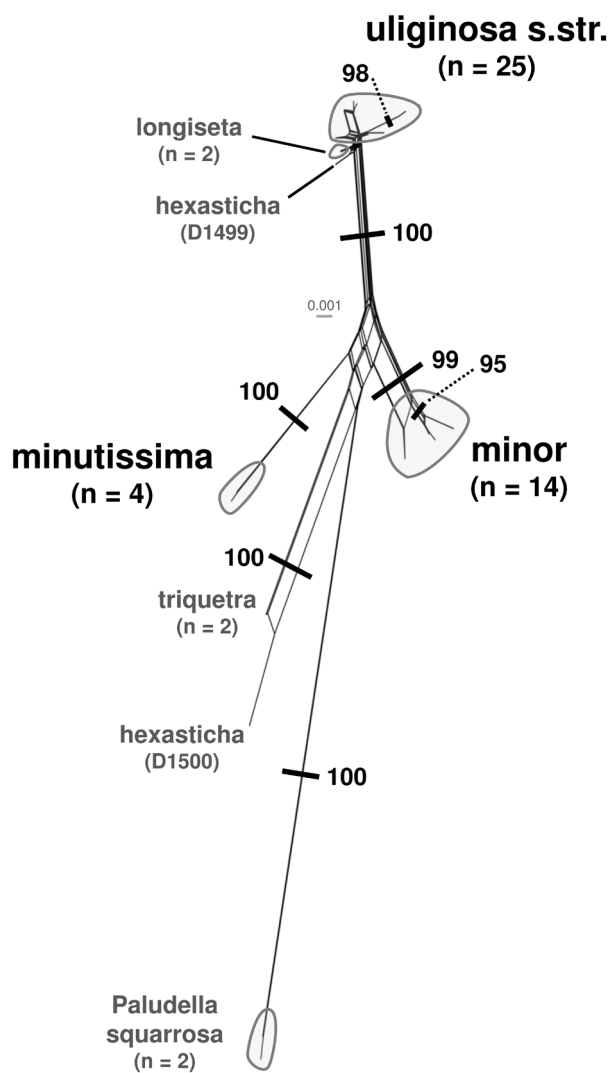 uliginosa s.str.
(n = 25)
98
longiseta
(n = 2)
hexasticha
(D1499)
100
0.001
99
95
100
minutissima
(n = 4)
minor
(n = 14)
100
triquetra
(n = 2)
hexasticha
(D1500)
100
Paludella
squarrosa
(n = 2)